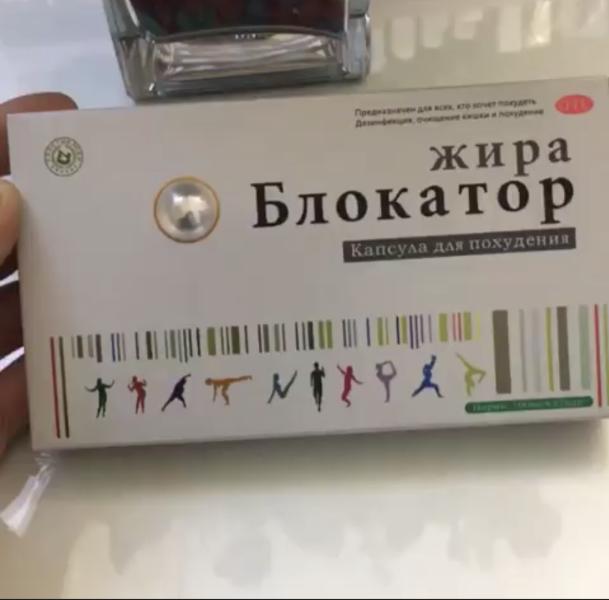 Предназначен для всех, кто хочет похудеть
Дезинфекция, очищение кишки и похудение
жира
Блокатор
Капсула для похудения